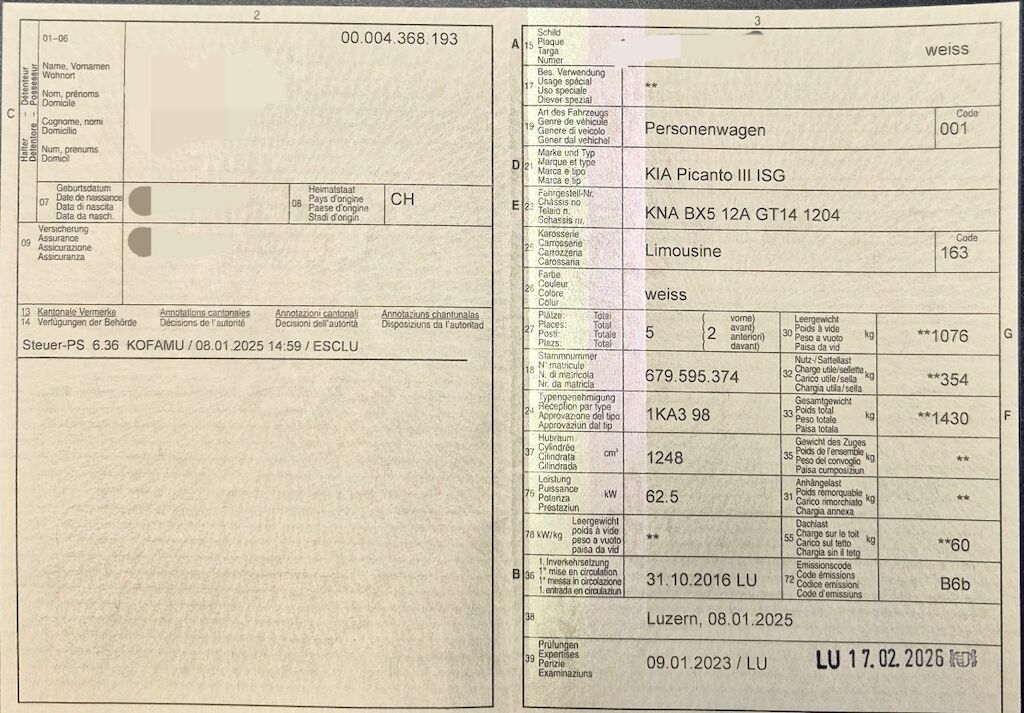 2
01–06
00.004.368.193
C
Halter – Détenteur
Detentore – Possessur
Name, Vornamen
Wohnort
Nom, prénoms
Domicile
Cognome, nomi
Domicilio
Num, prenums
Domicil
07
Geburtsdatum
Date de naissance
Data di nascita
Data da nasch.
08
Heimatstaat
Pays d'origine
Paese d'origine
Stadi d'origin
CH
09
Versicherung
Assurance
Assicurazione
Assicuranza
13 Kantonale Vermerke Annotations cantonales Annotazioni cantonali Annotaziuns chantunalas
14 Verfügungen der Behörde Décisions de l'autorité Decisioni dell'autorità Disposiziuns da l'autoritad
Steuer-PS 6.36 KOFAMU / 08.01.2025 14:59 / ESCLU
3
A 15
Schild
Plaque
Targa
Numer
weiss
17
Bes. Verwendung
Usage spécial
Uso speciale
Diever spezial
**
19
Art des Fahrzeugs
Genre de véhicule
Genere di veicolo
Gener dal vehichel
Personenwagen
Code
001
D 21
Marke und Typ
Marque et type
Marca e tipo
Marca e tip
KIA Picanto III ISG
E 23
Fahrgestell-Nr.
Châssis no
Telaio n.
Schassis nr.
KNA BX5 12A GT14 1204
25
Karosserie
Carrosserie
Carrozzeria
Carossaria
Limousine
Code
163
26
Farbe
Couleur
Colore
Colur
weiss
27
Plätze: Total
Places: Total
Posti: Totale
Plazs: Total
5
2
vorne)
avant)
anteriori)
davant)
30
Leergewicht
Poids à vide
Peso a vuoto
Paisa da vid
kg
**1076
G
18
Stammnummer
N° matricule
N. di matricola
Nr. da matricla
679.595.374
32
Nutz-/Sattellast
Charge utile/sellette
Carico utile/sella
Chargia utila/sella
kg
**354
24
Typengenehmigung
Réception par type
Approvazione del tipo
Approvaziun dal tip
1KA3 98
33
Gesamtgewicht
Poids total
Peso totale
Paisa totala
kg
**1430
F
37
Hubraum
Cylindrée
Cilindrata
Cilindrada
cm³
1248
35
Gewicht des Zuges
Poids de l'ensemble
Peso del convoglio
Paisa cumposiziun
kg
**
76
Leistung
Puissance
Potenza
Prestaziun
kW
62.5
31
Anhängelast
Poids remorquable
Carico rimorchiato
Chargia annexa
kg
**
78 kW/kg
Leergewicht
poids à vide
peso a vuoto
paisa da vid
**
55
Dachlast
Charge sur le toit
Carico sul tetto
Chargia sin il tetg
kg
**60
B 36
1. Inverkehrsetzung
1re mise en circulation
1a messa in circolazione
1. entrada en circulaziun
31.10.2016 LU
72
Emissionscode
Code émissions
Codice emissioni
Code d'emissiuns
B6b
38
Luzern, 08.01.2025
39
Prüfungen
Expertises
Perizie
Examinaziuns
09.01.2023 / LU
LU 17.02.2026